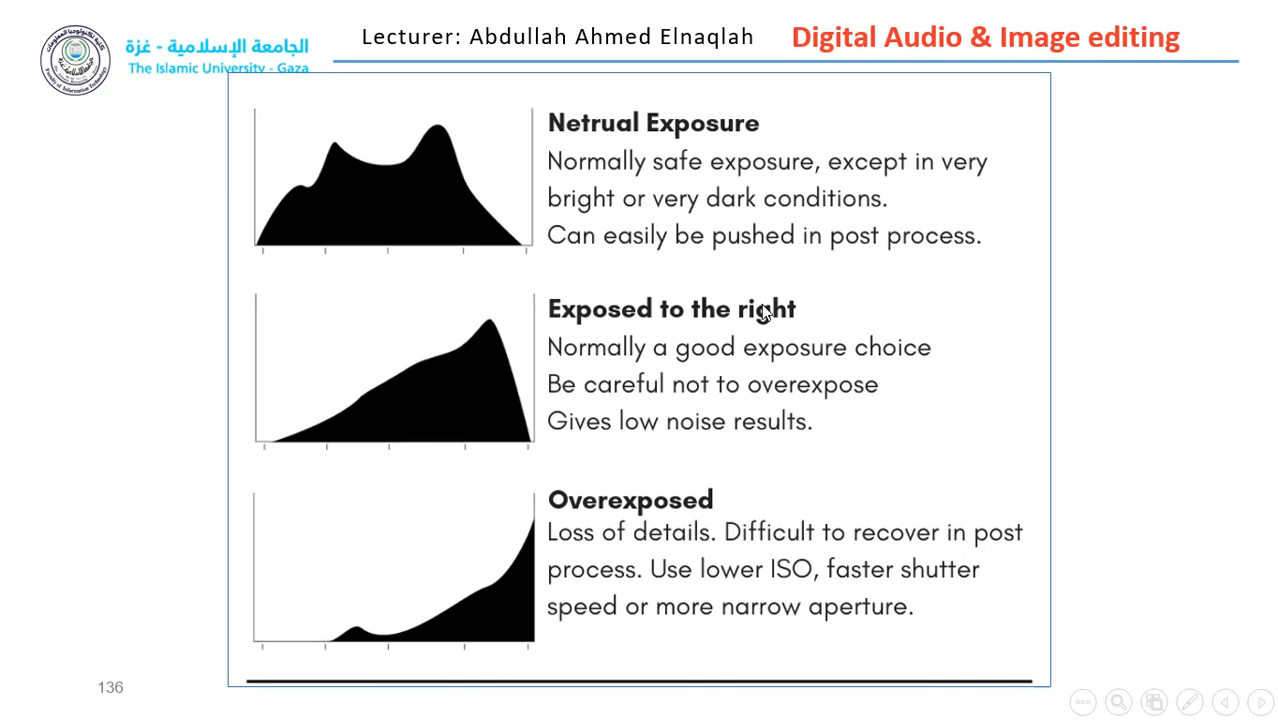 الجامعة الإسلامية - غزة
The Islamic University - Gaza
Lecturer: Abdullah Ahmed Elnaqlah
Digital Audio & Image editing
Netrual Exposure
Normally safe exposure, except in very
bright or very dark conditions.
Can easily be pushed in post process.
Exposed to the right
Normally a good exposure choice
Be careful not to overexpose
Gives low noise results.
Overexposed
Loss of details. Difficult to recover in post
process. Use lower ISO, faster shutter
speed or more narrow aperture.
136